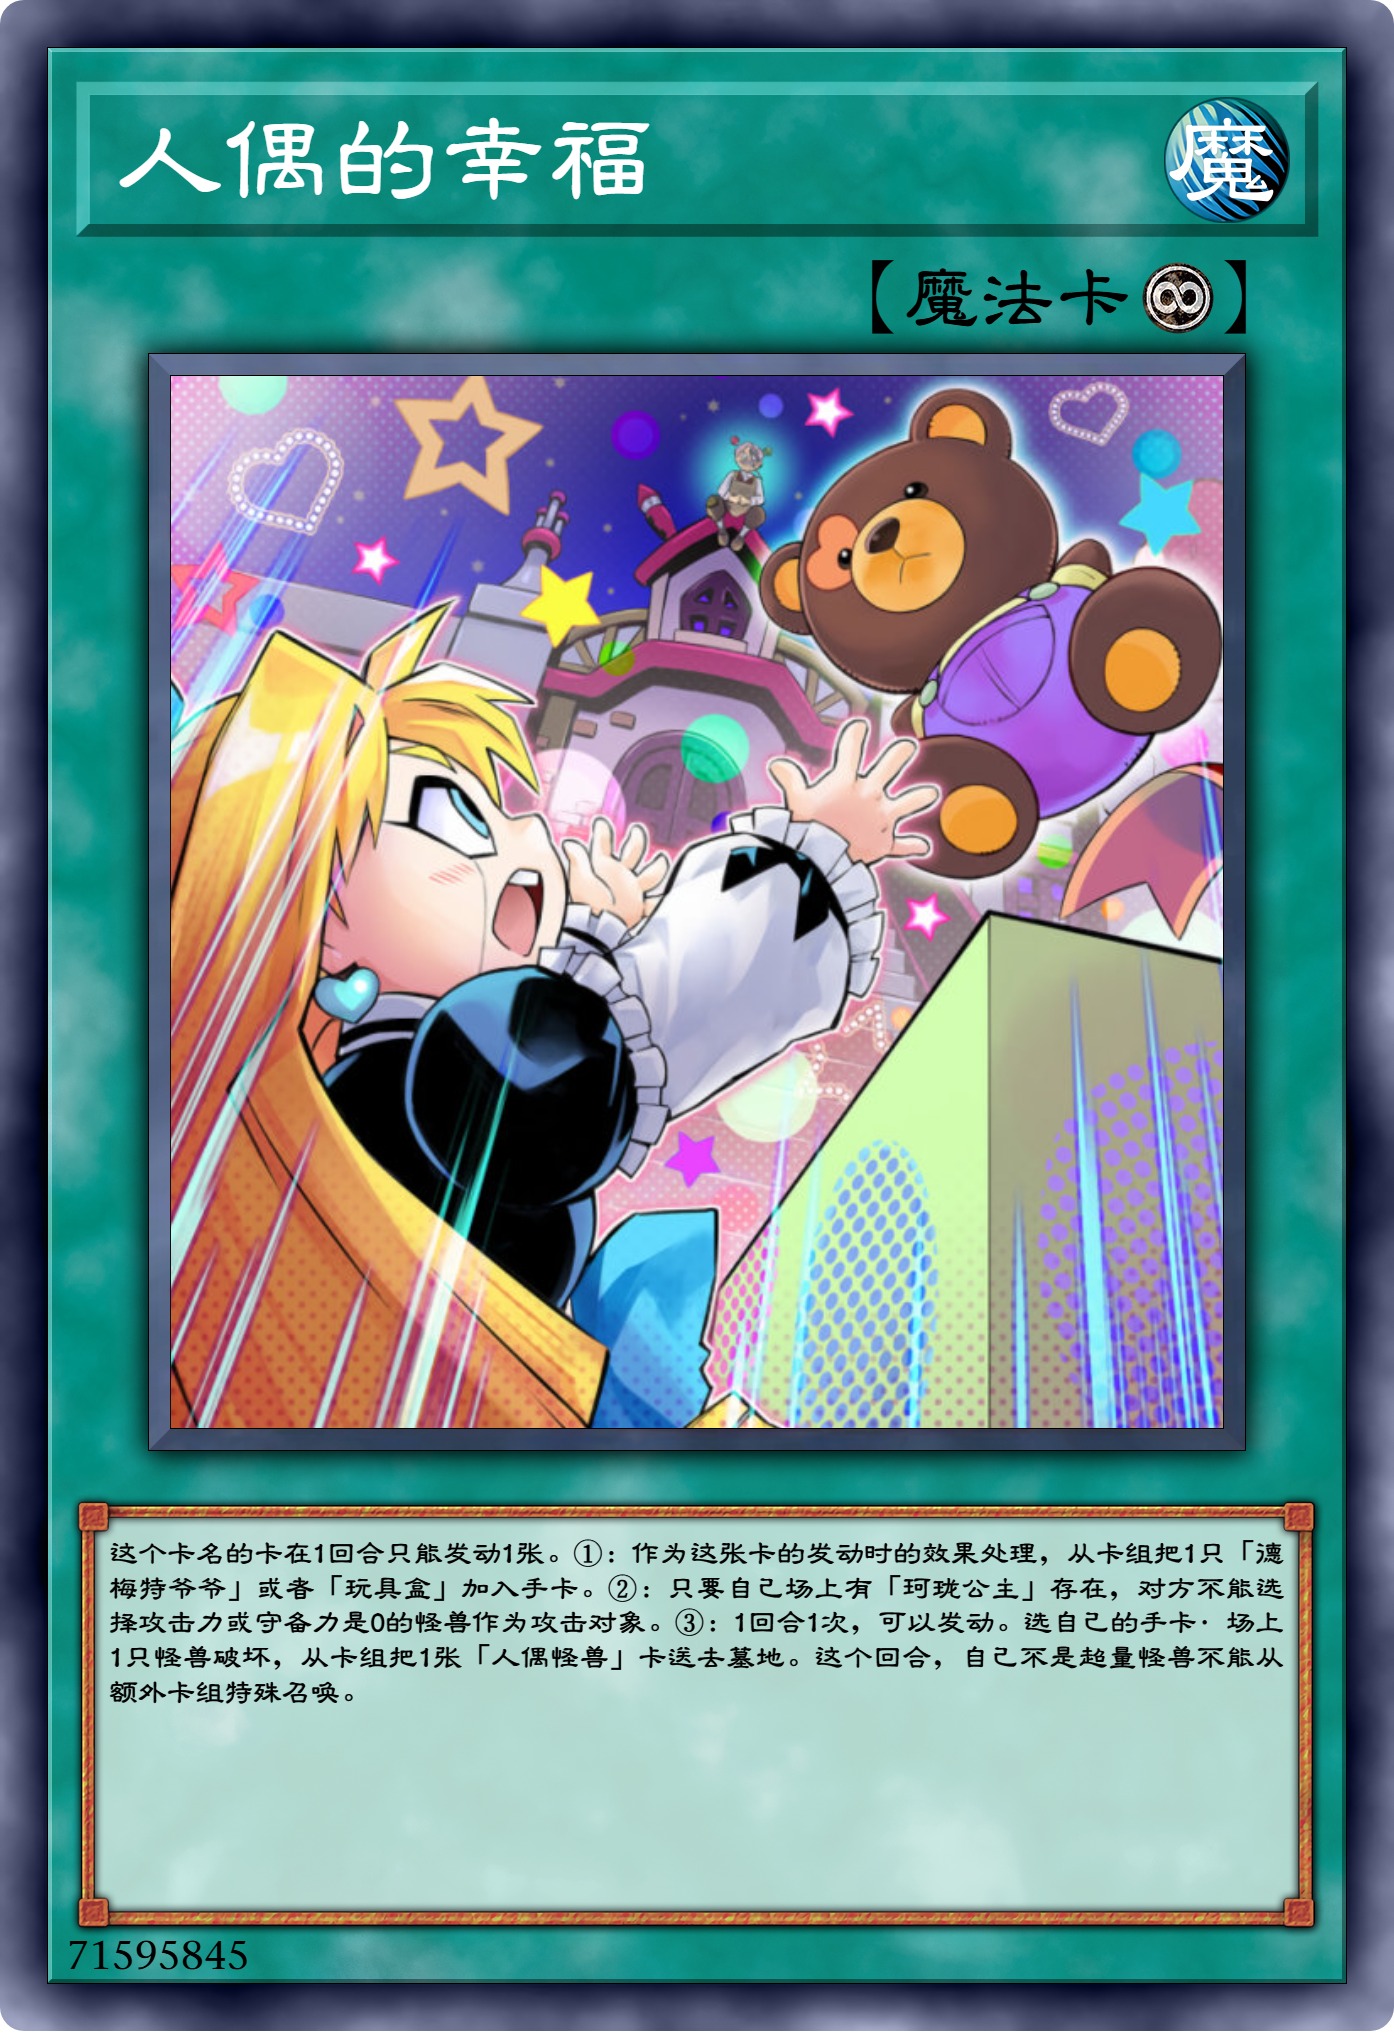 人偶的幸福
魔
【魔法卡】
这个卡名的卡在1回合只能发动1张。①：作为这张卡的发动时的效果处理，从卡组把1只「德
梅特爷爷」或者「玩具盒」加入手卡。②：只要自己场上有「珂珑公主」存在，对方不能选
择攻击力或守备力是0的怪兽作为攻击对象。③：1回合1次，可以发动。选自己的手卡·场上
1只怪兽破坏，从卡组把1张「人偶怪兽」卡送去墓地。这个回合，自己不是超量怪兽不能从
额外卡组特殊召唤。
71595845